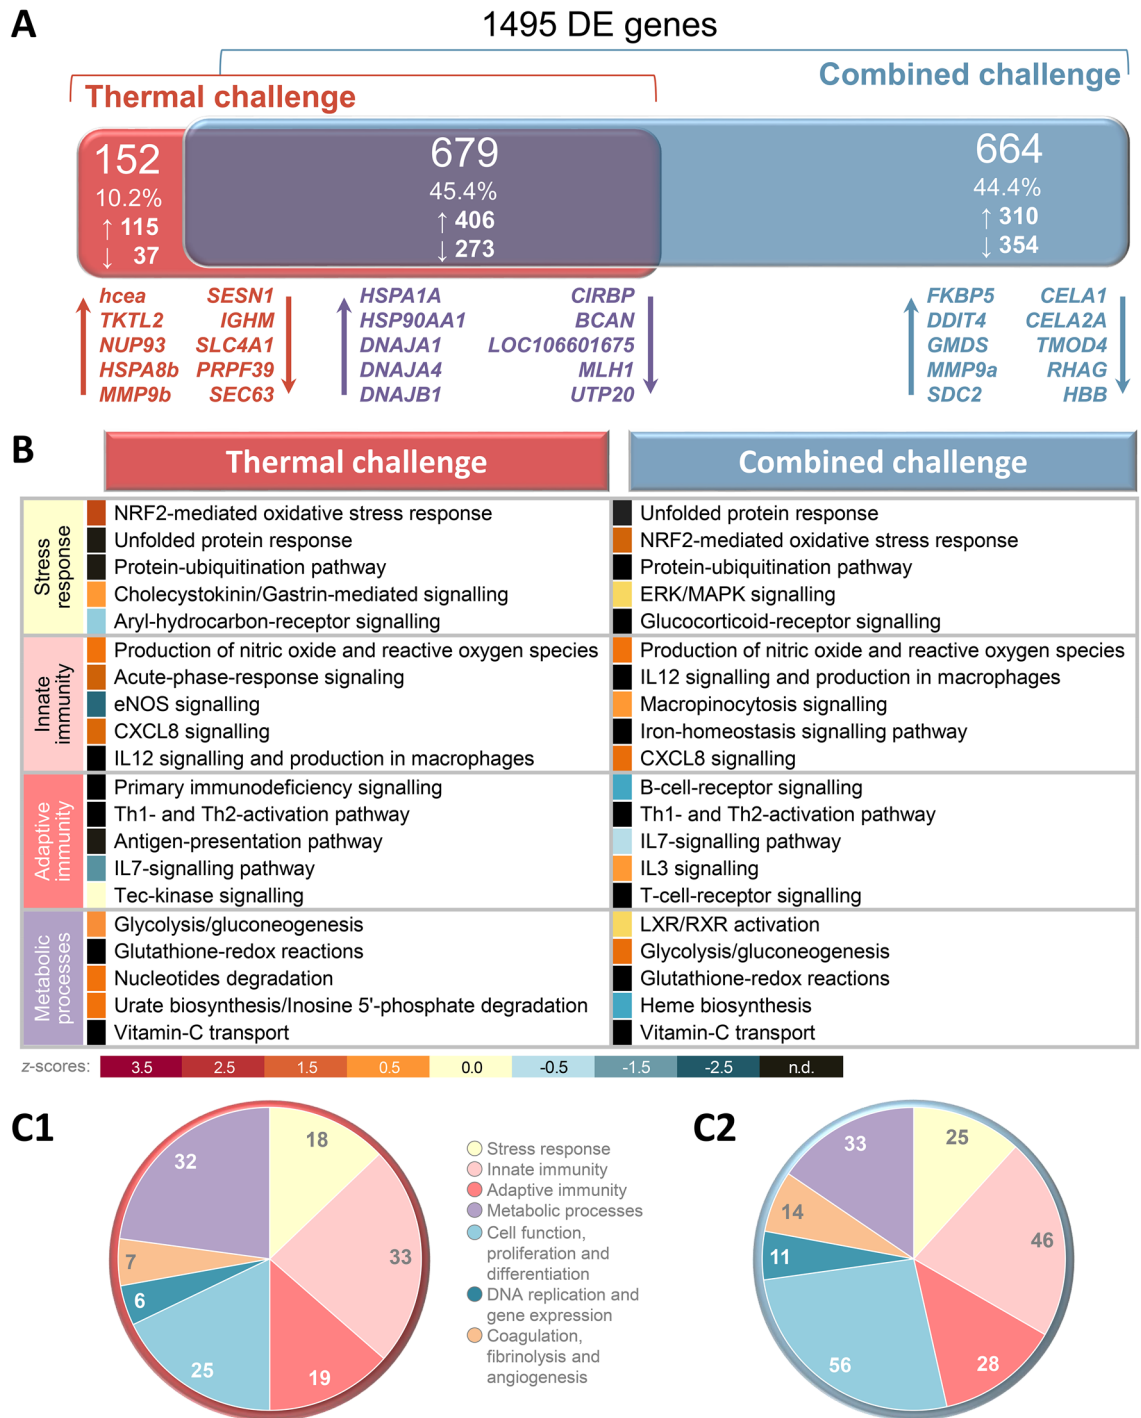 A
1495 DE genes
Combined challenge
Thermal challenge
152
10.2%
↑ 115
↓ 37
679
45.4%
↑ 406
↓ 273
664
44.4%
↑ 310
↓ 354
hcea
TKTL2
NUP93
HSPA8b
MMP9b
SESN1
IGHM
SLC4A1
PRPF39
SEC63
HSPA1A
HSP90AA1
DNAJA1
DNAJA4
DNAJB1
CIRBP
BCAN
LOC106601675
MLH1
UTP20
FKBP5
DDIT4
GMDS
MMP9a
SDC2
CELA1
CELA2A
TMOD4
RHAG
HBB
B
Thermal challenge
Combined challenge
Stress
response
NRF2-mediated oxidative stress response
Unfolded protein response
Protein-ubiquitination pathway
Cholecystokinin/Gastrin-mediated signalling
Aryl-hydrocarbon-receptor signalling
Unfolded protein response
NRF2-mediated oxidative stress response
Protein-ubiquitination pathway
ERK/MAPK signalling
Glucocorticoid-receptor signalling
Innate
immunity
Production of nitric oxide and reactive oxygen species
Acute-phase-response signaling
eNOS signalling
CXCL8 signalling
IL12 signalling and production in macrophages
Production of nitric oxide and reactive oxygen species
IL12 signalling and production in macrophages
Macropinocytosis signalling
Iron-homeostasis signalling pathway
CXCL8 signalling
Adaptive
immunity
Primary immunodeficiency signalling
Th1- and Th2-activation pathway
Antigen-presentation pathway
IL7-signalling pathway
Tec-kinase signalling
B-cell-receptor signalling
Th1- and Th2-activation pathway
IL7-signalling pathway
IL3 signalling
T-cell-receptor signalling
Metabolic
processes
Glycolysis/gluconeogenesis
Glutathione-redox reactions
Nucleotides degradation
Urate biosynthesis/Inosine 5'-phosphate degradation
Vitamin-C transport
LXR/RXR activation
Glycolysis/gluconeogenesis
Glutathione-redox reactions
Heme biosynthesis
Vitamin-C transport
z-scores: 3.5 2.5 1.5 0.5 0.0 -0.5 -1.5 -2.5 n.d.
C1
18
33
19
25
6
7
32
Stress response
Innate immunity
Adaptive immunity
Metabolic processes
Cell function,
proliferation and
differentiation
DNA replication and
gene expression
Coagulation,
fibrinolysis and
angiogenesis
C2
25
46
28
56
11
14
33